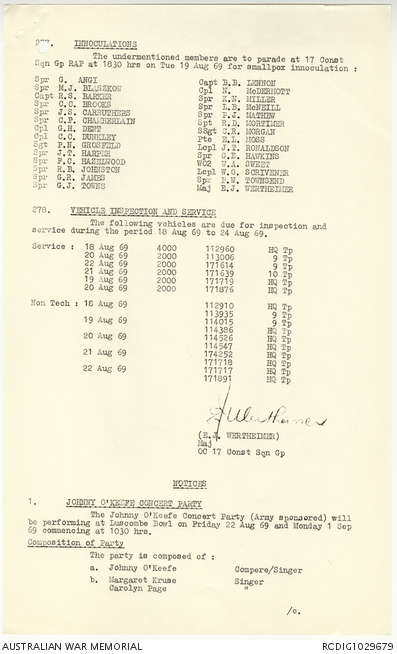 277. INNOCULATIONS
The undermentioned members are to parade at 17 Const
Sqn Gp RAP at 1830 hrs on Tue 19 Aug 69 for smallpox innoculation :
Spr G. ANGI Capt B.B. LENNON
Spr M.J. BLASZKOW Cpl N. McDERMOTT
Capt R.S. BARKER Spr K.N. MILLER
Spr C.C. BROOKS Spr L.B. McNEILL
Spr J.S. CARRUTHERS Spr P.J. MATHEW
Spr C.P. CHAMBERLAIN Spt R.D. MORTIMER
Cpl G.H. DENT SSgt C.R. MORGAN
Cpl C.C. DUNKLEY Pte E.L. MOSS
Sgt P.N. GROSFELD Lcpl J.T. RONALDSON
Spr J.T. HARPER Spr G.E. HAWKINS
Spr F.C. HAZELWOOD WO2 W.A. SWEET
Spr R.B. JOHNSTON Lcpl W.O. SCRIVENER
Spr G.R. JAMES Spr B.W. TOWNSEND
Spr G.J. TOWES Maj E.J. WERTHEIMER
278. VEHICLE INSPECTION AND SERVICE
The following vehicles are due for inspection and
service during the period 18 Aug 69 to 24 Aug 69.
Service : 18 Aug 69 4000 112960 HQ Tp
20 Aug 69 2000 113006 9 Tp
22 Aug 69 2000 171614 9 Tp
21 Aug 69 2000 171639 10 Tp
19 Aug 69 2000 171719 HQ Tp
20 Aug 69 2000 171876 HQ Tp
Non Tech : 18 Aug 69 112910 HQ Tp
113935 9 Tp
19 Aug 69 114015 9 Tp
114386 HQ Tp
20 Aug 69 114526 HQ Tp
114547 HQ Tp
21 Aug 69 174252 HQ Tp
171718 HQ Tp
22 Aug 69 171717 HQ Tp
171891 HQ Tp
EJWertheimer
(E.J. WERTHEIMER)
Maj
OC 17 Const Sqn Gp
NOTICES
1. JOHNNY O'KEEFE CONCERT PARTY
The Johnny O'Keefe Concert Party (Army sponsored) will
be performing at Luscombe Bowl on Friday 22 Aug 69 and Monday 1 Sep
69 commencing at 1030 hrs.
Composition of Party
The party is composed of :
a. Johnny O'Keefe Compere/Singer
b. Margaret Kruse Singer
Carolyn Page "
/o.
AUSTRALIAN WAR MEMORIAL RCDIG1029679